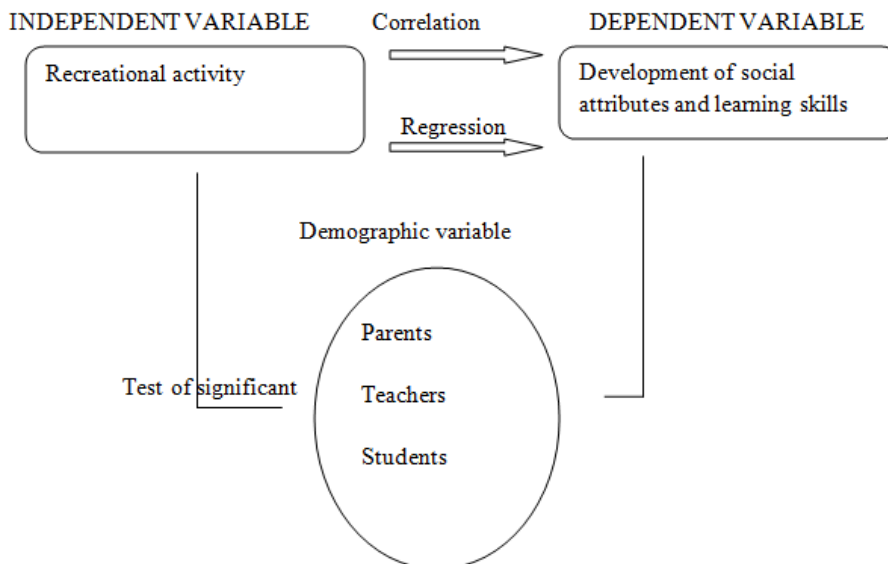 INDEPENDENT VARIABLE
Correlation
DEPENDENT VARIABLE
Recreational activity
Development of social
attributes and learning skills
Regression
Demographic variable
Parents
Test of significant
Teachers
Students